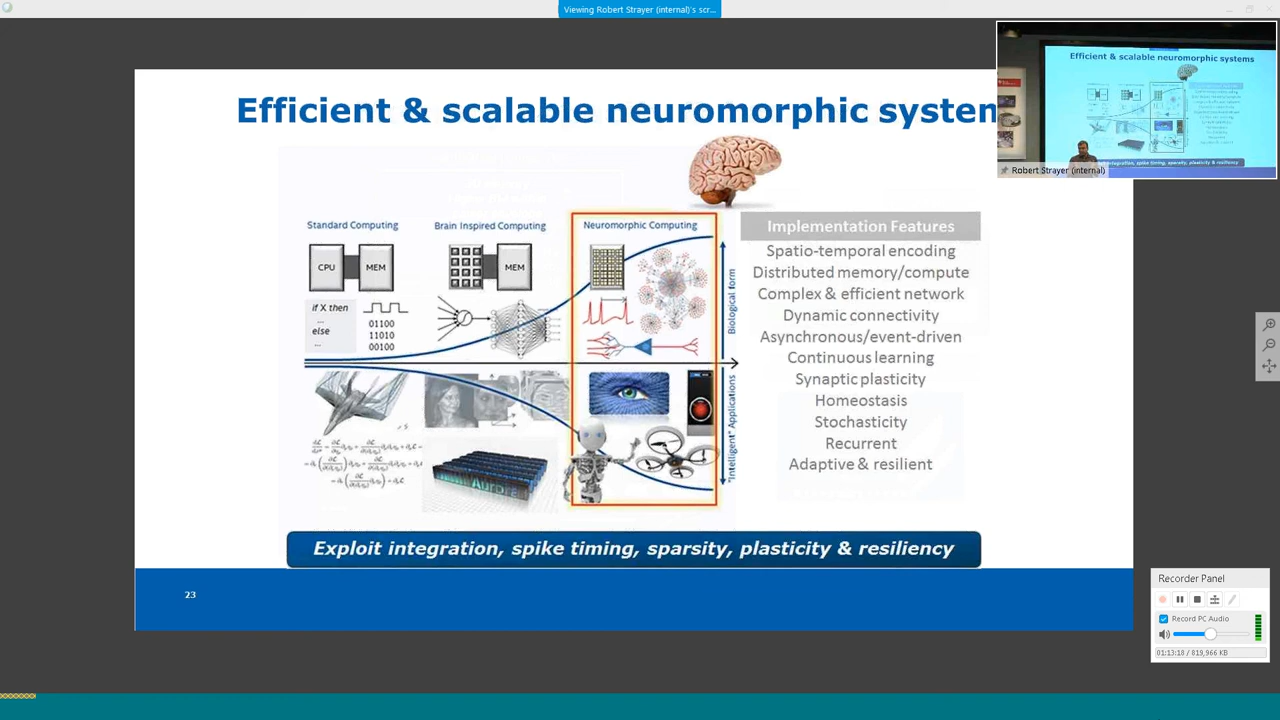 Viewing Robert Strayer (internal)'s scr...
Efficient & scalable neuromorphic system
Efficient & scalable neuromorphic systems
Robert Strayer (internal)
Standard Computing
Brain Inspired Computing
Neuromorphic Computing
CPU
MEM
MEM
if X then
...
else
...
01100
11010
00100
Biological form
"Intelligent" Applications
Aurora
Implementation Features
Spatio-temporal encoding
Distributed memory/compute
Complex & efficient network
Dynamic connectivity
Asynchronous/event-driven
Continuous learning
Synaptic plasticity
Homeostasis
Stochasticity
Recurrent
Adaptive & resilient
Exploit integration, spike timing, sparsity, plasticity & resiliency
23
Recorder Panel
Record PC Audio
01:13:18 / 819,966 KB